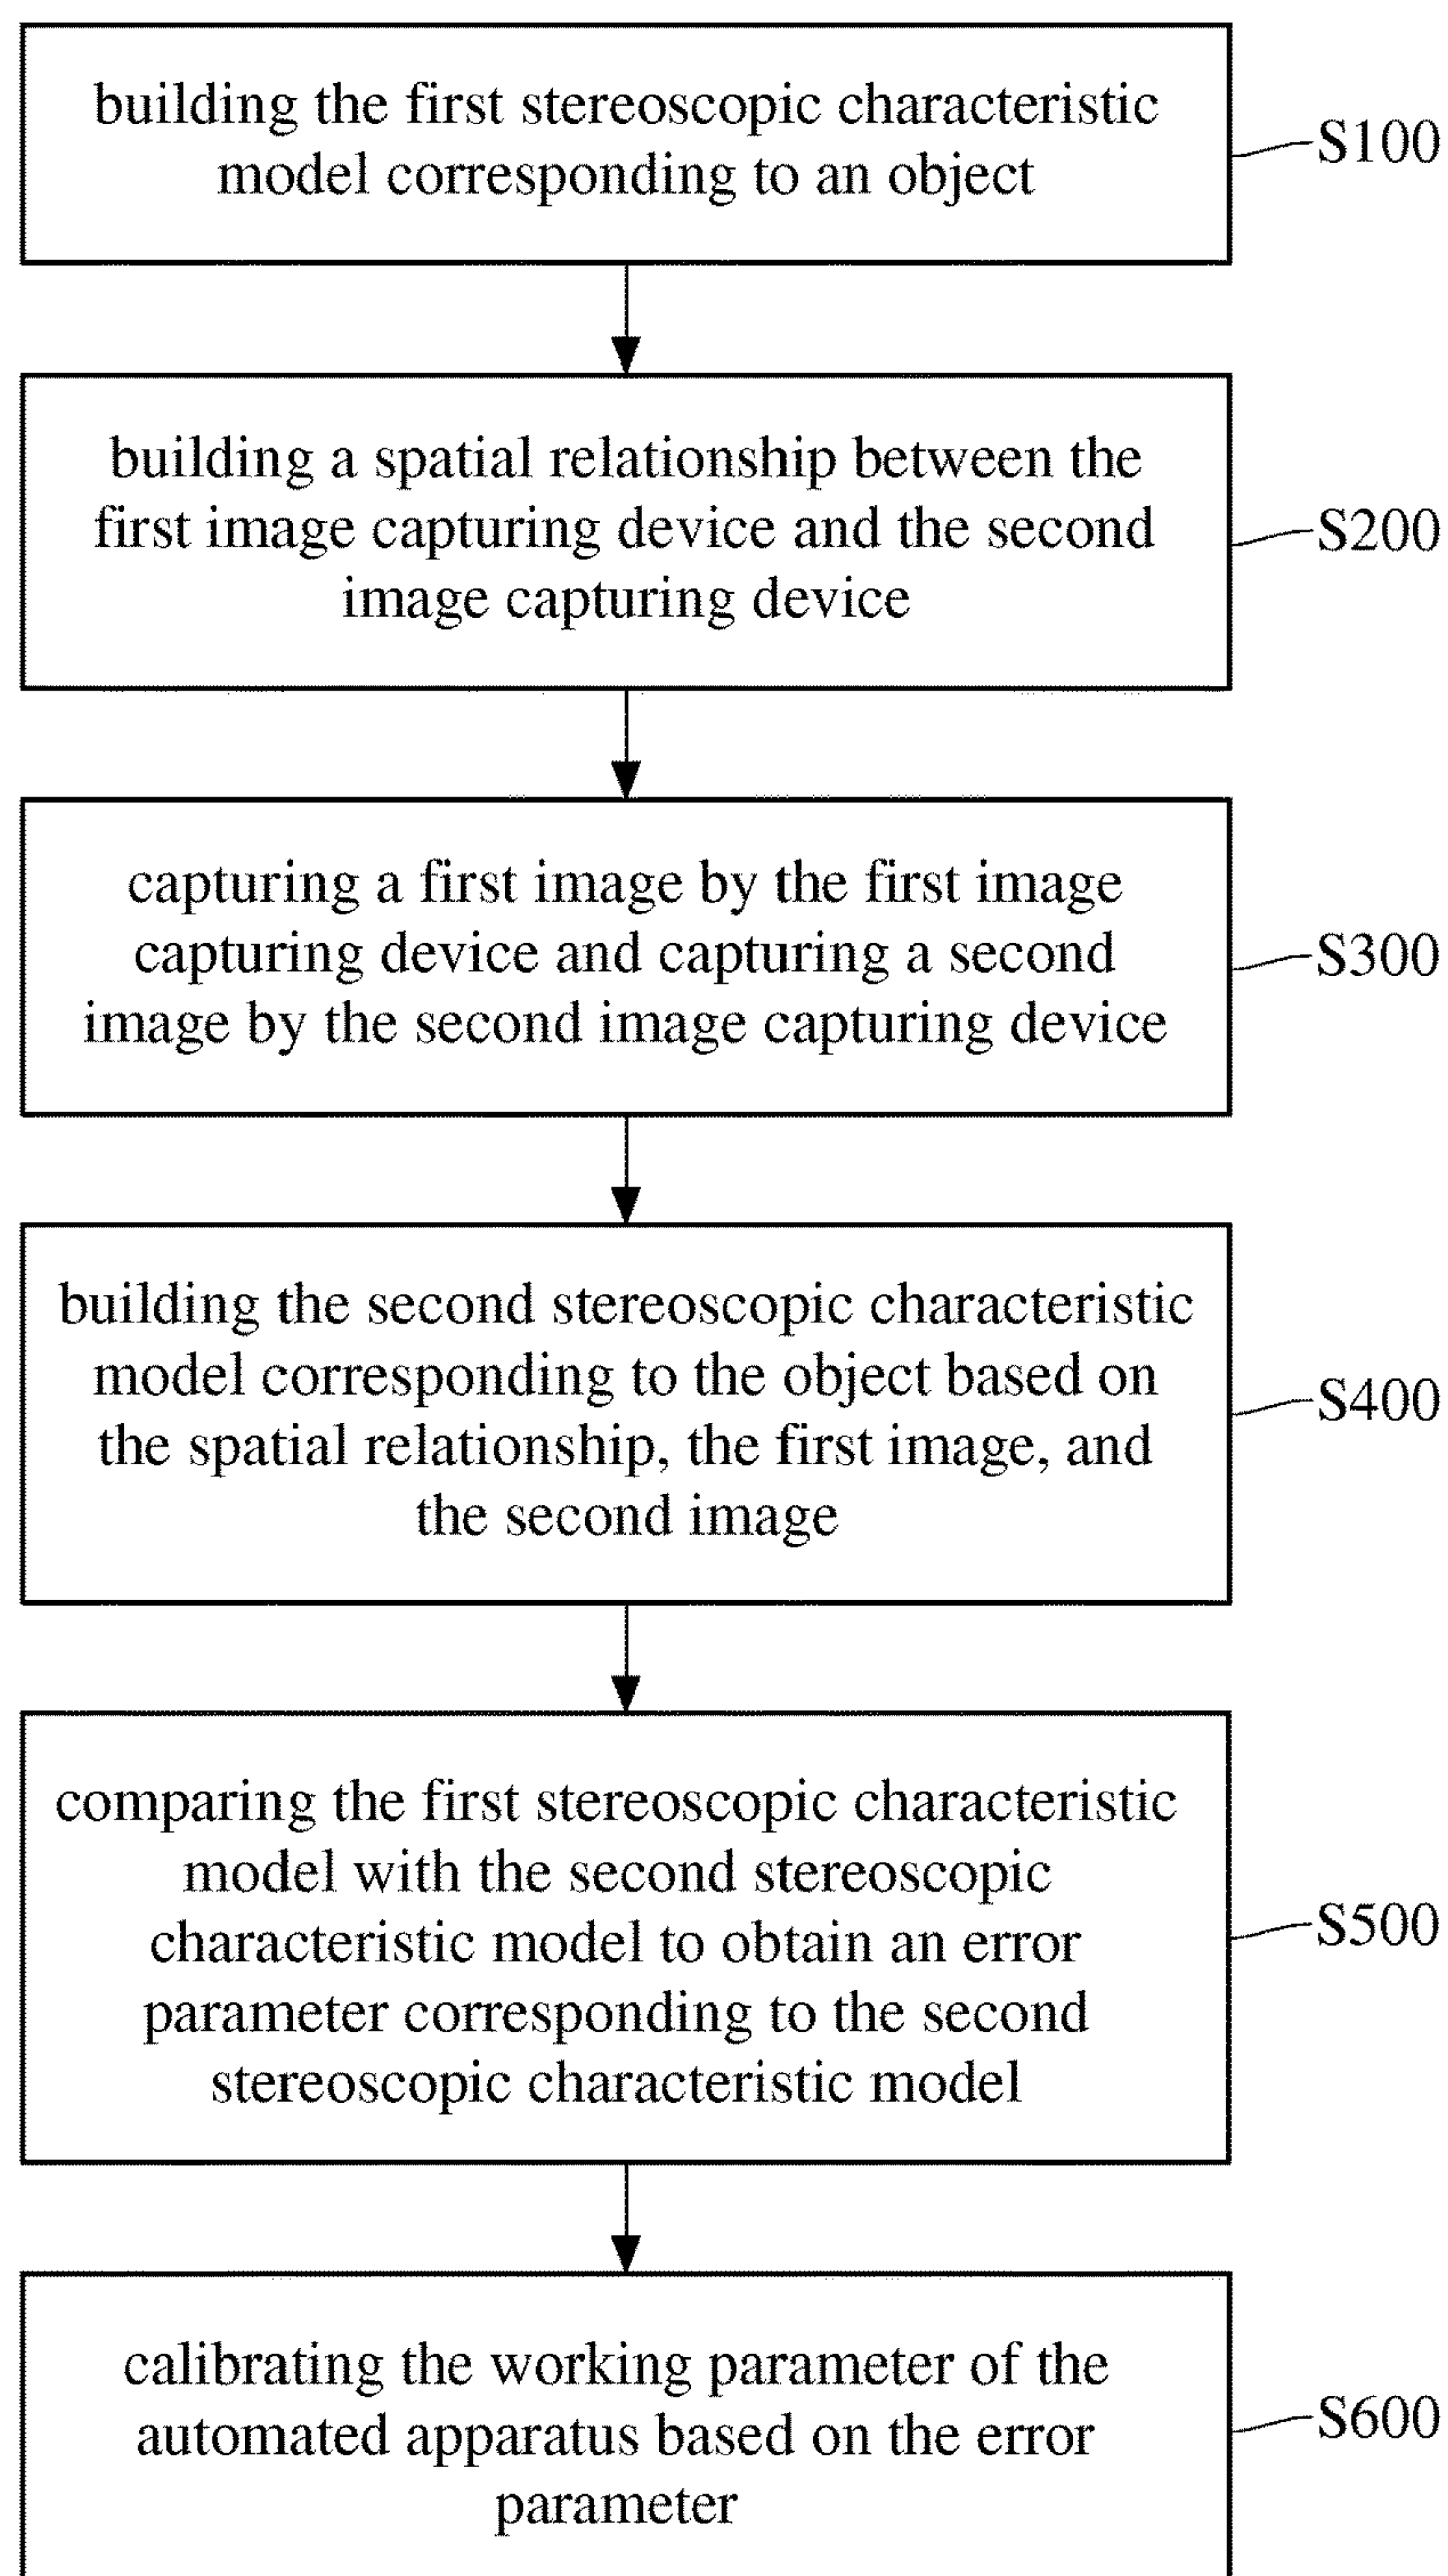 building the first stereoscopic characteristic
model corresponding to an object
S100
building a spatial relationship between the
first image capturing device and the second
image capturing device
S200
capturing a first image by the first image
capturing device and capturing a second
image by the second image capturing device
S300
building the second stereoscopic characteristic
model corresponding to the object based on
the spatial relationship, the first image, and
the second image
S400
comparing the first stereoscopic characteristic
model with the second stereoscopic
characteristic model to obtain an error
parameter corresponding to the second
stereoscopic characteristic model
S500
calibrating the working parameter of the
automated apparatus based on the error
parameter
S600